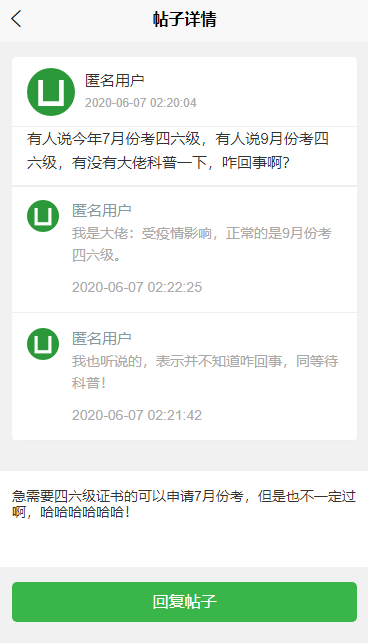 帖子详情
匿名用户
2020-06-07 02:20:04
有人说今年7月份考四六级，有人说9月份考四
六级，有没有大佬科普一下，咋回事啊？
匿名用户
我是大佬：受疫情影响，正常的是9月份考
四六级。
2020-06-07 02:22:25
匿名用户
我也听说的，表示并不知道咋回事，同等待
科普！
2020-06-07 02:21:42
急需要四六级证书的可以申请7月份考，但是也不一定过
啊，哈哈哈哈哈哈！
回复帖子